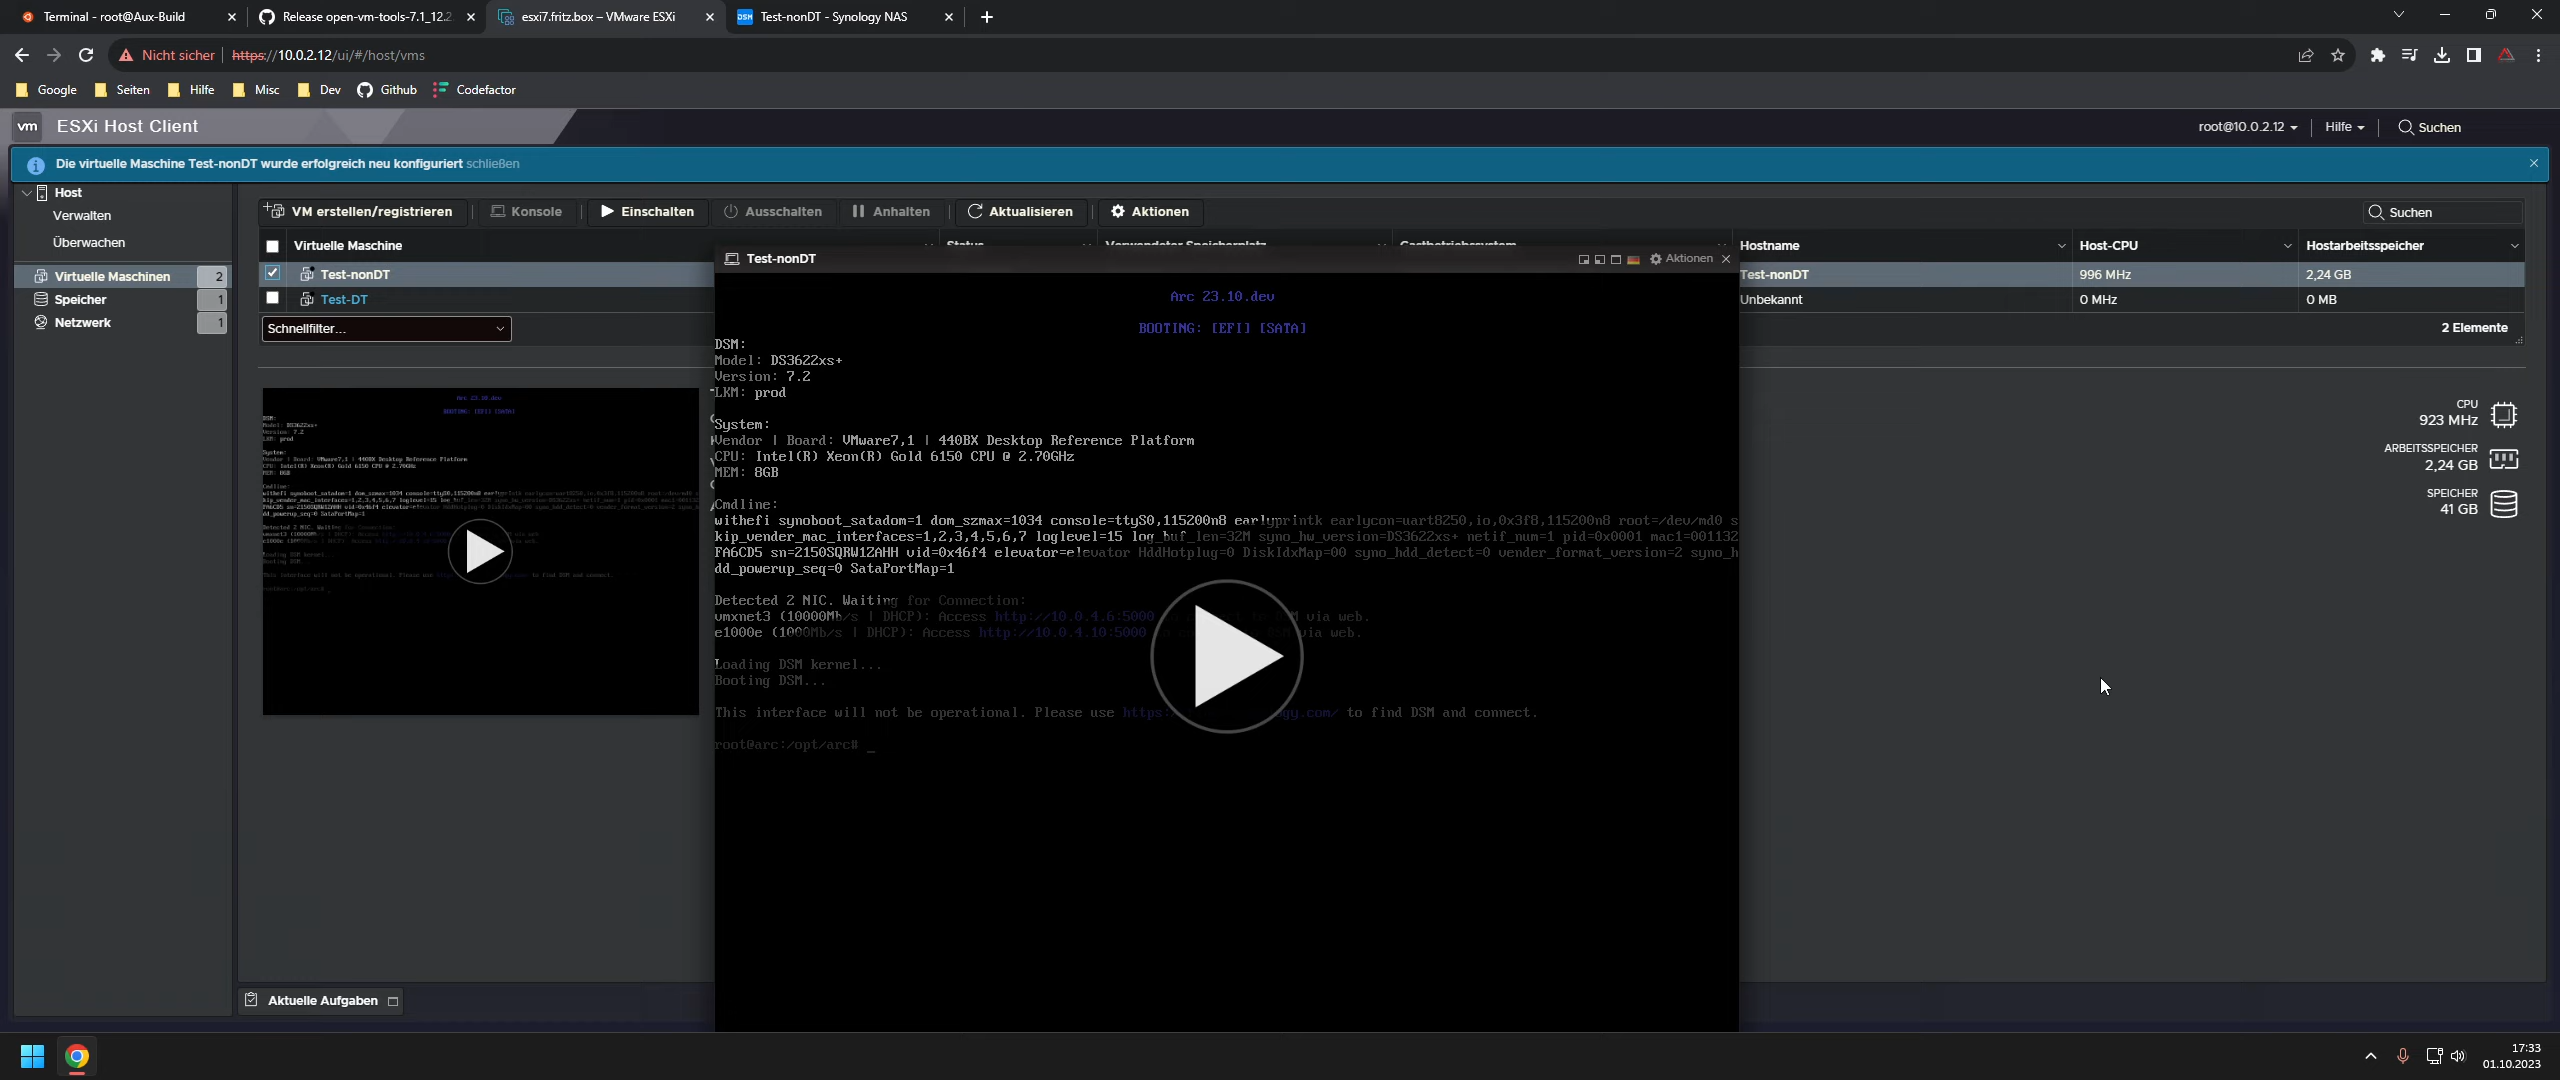 Terminal - root@Aux-Build
Release open-vm-tools-7.1_12.2
esxi7.fritz.box – VMware ESXi
Test-nonDT - Synology NAS
Nicht sicher
https://10.0.2.12/ui/#/host/vms
Google
Seiten
Hilfe
Misc
Dev
Github
Codefactor
vm
ESXi Host Client
root@10.0.2.12
Hilfe
Suchen
Die virtuelle Maschine Test-nonDT wurde erfolgreich neu konfiguriert schließen
Host
Verwalten
Überwachen
Virtuelle Maschinen 2
Speicher 1
Netzwerk 1
VM erstellen/registrieren
Konsole
Einschalten
Ausschalten
Anhalten
Aktualisieren
Aktionen
Suchen
Virtuelle Maschine
Status
Verwendeter Speicherplatz
Gastbetriebssystem
Hostname
Host-CPU
Hostarbeitsspeicher
Test-nonDT
Test-nonDT
996 MHz
2,24 GB
Test-DT
Unbekannt
0 MHz
0 MB
Schnellfilter...
2 Elemente
CPU
923 MHz
ARBEITSSPEICHER
2,24 GB
SPEICHER
41 GB
Test-nonDT
Aktionen
Arc 23.10.dev
BOOTING: [EFI] [SATA]
DSM:
Model: DS3622xs+
Version: 7.2
LKM: prod
System:
Vendor | Board: VMware7,1 | 440BX Desktop Reference Platform
CPU: Intel(R) Xeon(R) Gold 6150 CPU @ 2.70GHz
MEM: 8GB
Cmdline:
withefi synoboot_satadom=1 dom_szmax=1034 console=ttyS0,115200n8 earlyprintk earlycon=uart8250,io,0x3f8,115200n8 root=/dev/md0 s
kip_vender_mac_interfaces=1,2,3,4,5,6,7 loglevel=15 log_buf_len=32M syno_hw_version=DS3622xs+ netif_num=1 pid=0x0001 mac1=001132
FA6CD5 sn=2150SQRW1ZAHH vid=0x46f4 elevator=elevator HddHotplug=0 DiskIdxMap=00 syno_hdd_detect=0 vender_format_version=2 syno_h
dd_powerup_seq=0 SataPortMap=1
Detected 2 NIC. Waiting for Connection:
vmxnet3 (10000Mb/s | DHCP): Access http://10.0.4.6:5000 via web.
e1000e (1000Mb/s | DHCP): Access http://10.0.4.10:5000 via web.
Loading DSM kernel...
Booting DSM...
This interface will not be operational. Please use to find DSM and connect.
root@arc:/opt/arc# _
Aktuelle Aufgaben
17:33
01.10.2023